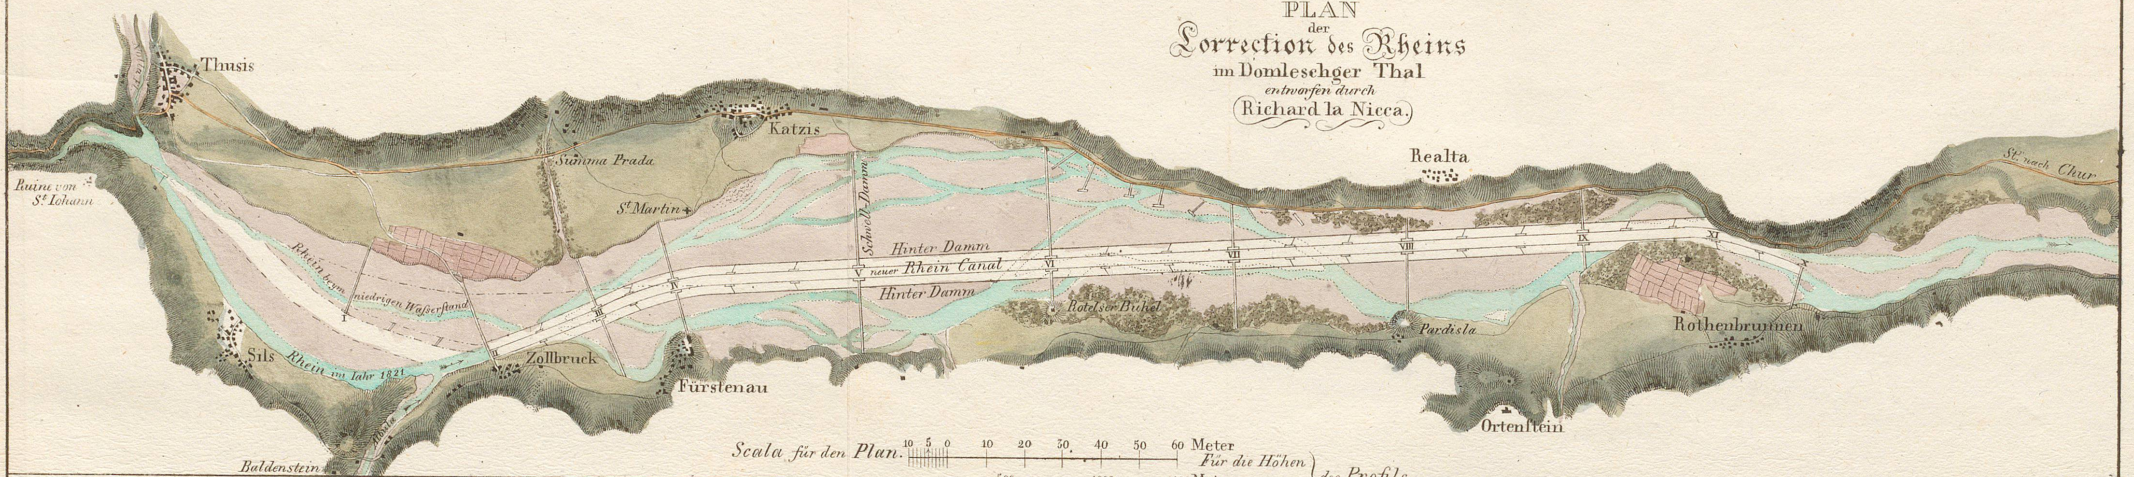 PLAN
der
Correction des Rheins
im Domleschger Thal
entworfen durch
(Richard la Nicca.)
Thusis
Katzis
Summa Prada
St. Martin
Realta
St. nach Chur
Ruine von
St. Iohann
Schwell-Damm
Hinter Damm
neuer Rhein Canal
Hinter Damm
Rhein beym niedrigen Wasserstand
I
II
III
IV
V
VI
VII
VIII
IX
X
XI
Rotelser Bühel
Pardisla
Rothenbrunnen
Sils
Rhein im Iahr 1821
Zollbruck
Fürstenau
Ortenstein
Albula
Baldenstein
Scala für den Plan. 10 5 0 10 20 30 40 50 60 Meter
Für die Höhen
des Profils